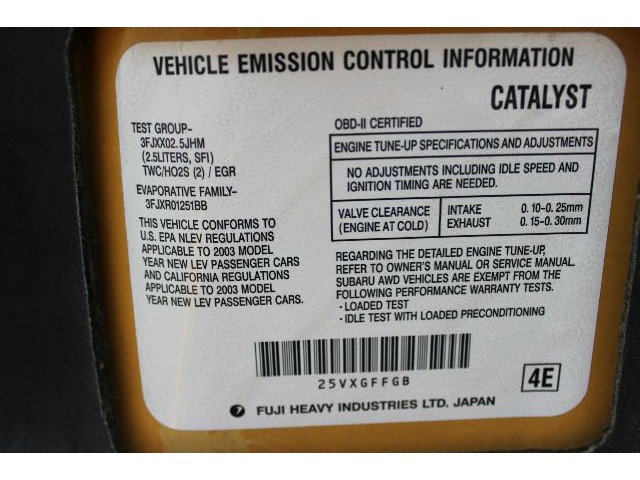 VEHICLE EMISSION CONTROL INFORMATION
CATALYST
TEST GROUP-
3FJXX02.5JHM
(2.5LITERS, SFI)
TWC/HO2S (2) / EGR
EVAPORATIVE FAMILY-
3FJXR01251BB
THIS VEHICLE CONFORMS TO
U.S. EPA NLEV REGULATIONS
APPLICABLE TO 2003 MODEL
YEAR NEW LEV PASSENGER CARS
AND CALIFORNIA REGULATIONS
APPLICABLE TO 2003 MODEL
YEAR NEW LEV PASSENGER CARS.
OBD-II CERTIFIED
ENGINE TUNE-UP SPECIFICATIONS AND ADJUSTMENTS
NO ADJUSTMENTS INCLUDING IDLE SPEED AND
IGNITION TIMING ARE NEEDED.
VALVE CLEARANCE
(ENGINE AT COLD)
INTAKE 0.10-0.25mm
EXHAUST 0.15-0.30mm
REGARDING THE DETAILED ENGINE TUNE-UP,
REFER TO OWNER'S MANUAL OR SERVICE MANUAL.
SUBARU AWD VEHICLES ARE EXEMPT FROM THE
FOLLOWING PERFORMANCE WARRANTY TESTS.
- LOADED TEST
- IDLE TEST WITH LOADED PRECONDITIONING
25VXGFFGB
4E
7 FUJI HEAVY INDUSTRIES LTD. JAPAN